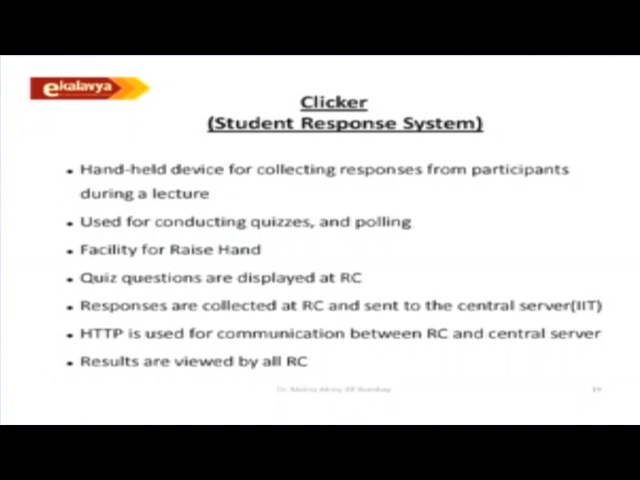 ekalavya
Clicker
(Student Response System)
• Hand-held device for collecting responses from participants
during a lecture
• Used for conducting quizzes, and polling
• Facility for Raise Hand
• Quiz questions are displayed at RC
• Responses are collected at RC and sent to the central server(IIT)
• HTTP is used for communication between RC and central server
• Results are viewed by all RC
Dr. IIT Bombay